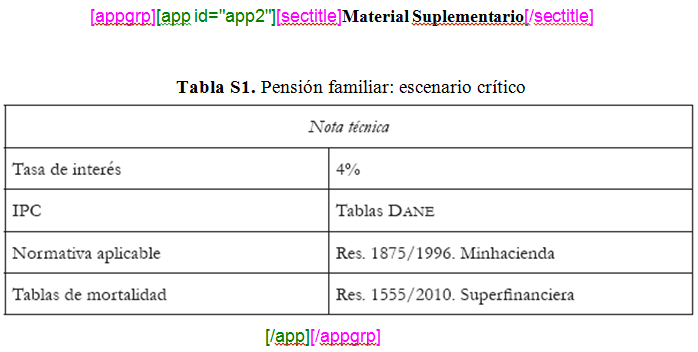 [appgrp][app id="app2"][sectitle]Material Suplementario[/sectitle]
Tabla S1. Pensión familiar: escenario crítico
Nota técnica
Tasa de interés 4%
IPC Tablas DANE
Normativa aplicable Res. 1875/1996. Minhacienda
Tablas de mortalidad Res. 1555/2010. Superfinanciera
[/app][/appgrp]